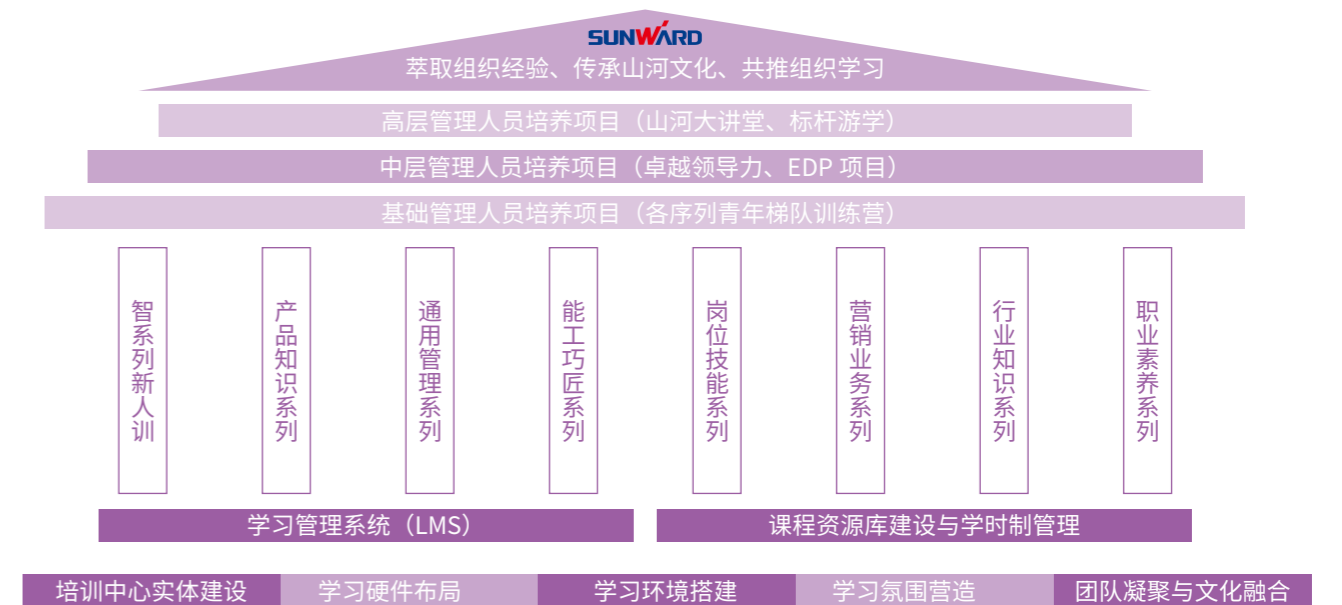 SUNWARD
萃取组织经验、传承山河文化、共推组织学习
高层管理人员培养项目（山河大讲堂、标杆游学）
中层管理人员培养项目（卓越领导力、EDP 项目）
基础管理人员培养项目（各序列青年梯队训练营）
智系列新人训
产品知识系列
通用管理系列
能工巧匠系列
岗位技能系列
营销业务系列
行业知识系列
职业素养系列
学习管理系统（LMS）
课程资源库建设与学时制管理
培训中心实体建设
学习硬件布局
学习环境搭建
学习氛围营造
团队凝聚与文化融合